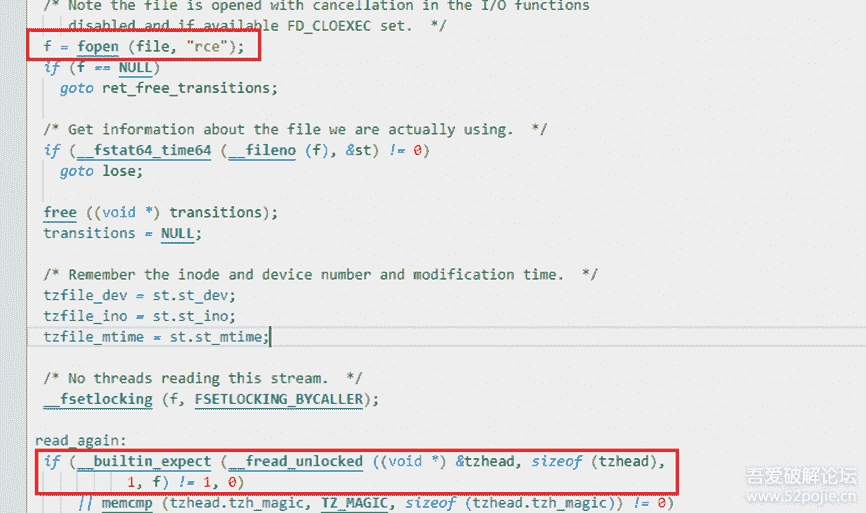 /* Note the file is opened with cancellation in the I/O functions
disabled and if available FD_CLOEXEC set.  */
f = fopen (file, "rce");
if (f == NULL)
goto ret_free_transitions;
/* Get information about the file we are actually using.  */
if (__fstat64_time64 (__fileno (f), &st) != 0)
goto lose;
free ((void *) transitions);
transitions = NULL;
/* Remember the inode and device number and modification time.  */
tzfile_dev = st.st_dev;
tzfile_ino = st.st_ino;
tzfile_mtime = st.st_mtime;
/* No threads reading this stream.  */
__fsetlocking (f, FSETLOCKING_BYCALLER);
read_again:
if (__builtin_expect (__fread_unlocked ((void *) &tzhead, sizeof (tzhead),
1, f) != 1, 0)
|| memcmp (tzhead.tzh_magic, TZ_MAGIC, sizeof (tzhead.tzh_magic)) != 0)
吾爱破解论坛
www.52pojie.cn